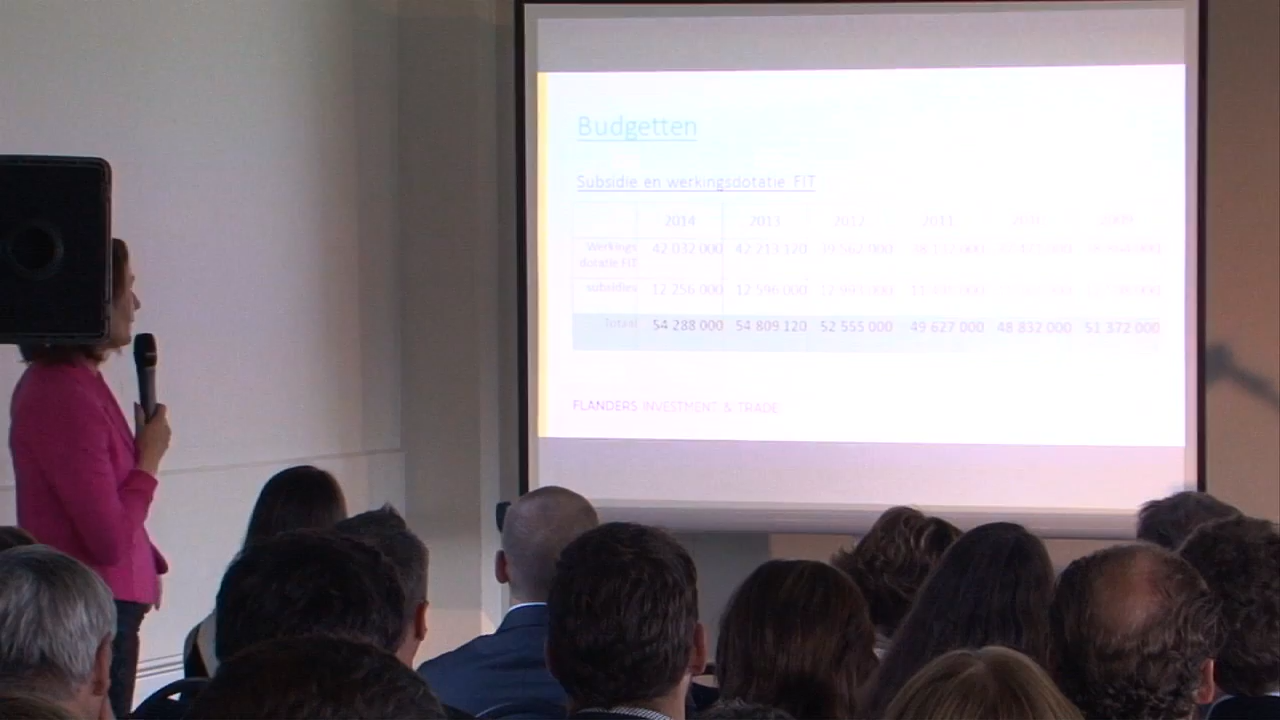 Budgetten
Subsidie en werkingsdotatie FIT
2014 2013 2012 2011
Werkings 42 032 000 42 213 120
dotatie FIT
subsidies 12 256 000 12 596 000
Totaal 54 288 000 54 809 120 52 555 000 49 627 000 48 832 000 51 372 000
FLANDERS INVESTMENT & TRADE